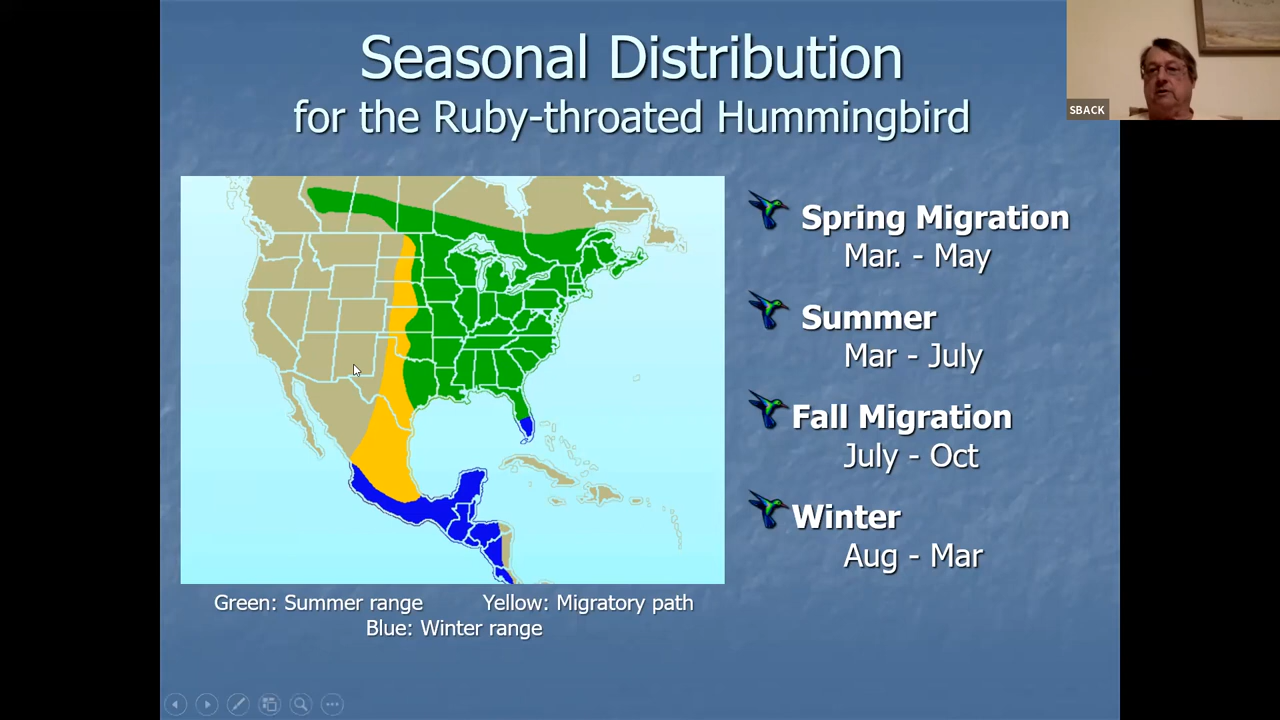 Seasonal Distribution
for the Ruby-throated Hummingbird
SBACK
Spring Migration
Mar. - May
Summer
Mar - July
Fall Migration
July - Oct
Winter
Aug - Mar
Green: Summer range Yellow: Migratory path
Blue: Winter range